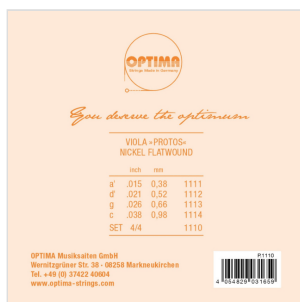 OPTIMA
Strings Made in Germany
You deserve the optimum
VIOLA »PROTOS«
NICKEL FLATWOUND
inch mm
a' .015 0,38 1111
d' .021 0,52 1112
g .026 0,66 1113
c .038 0,98 1114
SET 4/4 1110
OPTIMA Musiksaiten GmbH
Wernitzgrüner Str. 38 - 08258 Markneukirchen
Tel. +49 (0) 37422 40604
www.optima-strings.com
P.1110
4 054829 031659